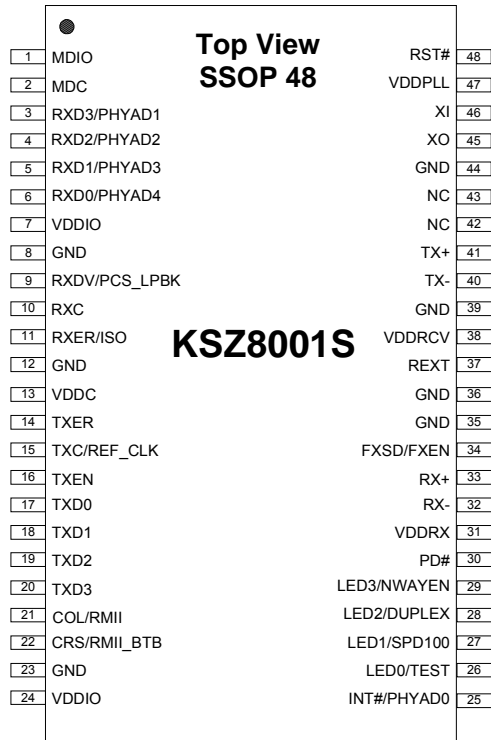 Top View
SSOP 48
KSZ8001S
1 MDIO
2 MDC
3 RXD3/PHYAD1
4 RXD2/PHYAD2
5 RXD1/PHYAD3
6 RXD0/PHYAD4
7 VDDIO
8 GND
9 RXDV/PCS_LPBK
10 RXC
11 RXER/ISO
12 GND
13 VDDC
14 TXER
15 TXC/REF_CLK
16 TXEN
17 TXD0
18 TXD1
19 TXD2
20 TXD3
21 COL/RMII
22 CRS/RMII_BTB
23 GND
24 VDDIO
RST# 48
VDDPLL 47
XI 46
XO 45
GND 44
NC 43
NC 42
TX+ 41
TX- 40
GND 39
VDDRCV 38
REXT 37
GND 36
GND 35
FXSD/FXEN 34
RX+ 33
RX- 32
VDDRX 31
PD# 30
LED3/NWAYEN 29
LED2/DUPLEX 28
LED1/SPD100 27
LED0/TEST 26
INT#/PHYAD0 25